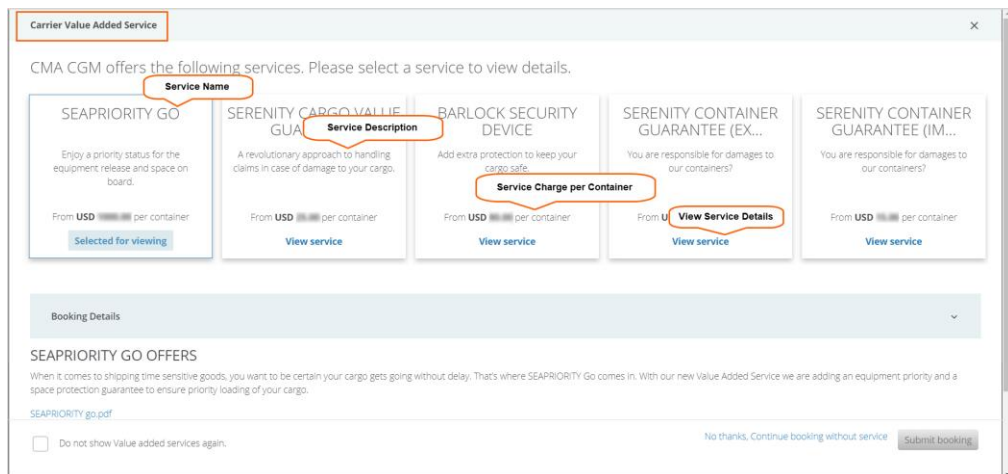 Carrier Value Added Service
CMA CGM offers the following services. Please select a service to view details.
Service Name
SEAPRIORITY GO
Enjoy a priority status for the
equipment release and space on
board.
From USD per container
Selected for viewing
SERENITY CARGO VALUE
Service Description
A revolutionary approach to handling
claims in case of damage to your cargo.
From USD per container
View service
BARLOCK SECURITY
DEVICE
Add extra protection to keep your
cargo safe.
Service Charge per Container
From USD per container
View service
SERENITY CONTAINER
GUARANTEE (EX...
You are responsible for damages to
our containers?
From
View Service Details
View service
SERENITY CONTAINER
GUARANTEE (IM...
You are responsible for damages to
our containers?
From USD per container
View service
Booking Details
SEAPRIORITY GO OFFERS
When it comes to shipping time sensitive goods, you want to be certain your cargo gets going without delay. That's where SEAPRIORITY Go comes in. With our new Value Added Service we are adding an equipment priority and a
space protection guarantee to ensure priority loading of your cargo.
SEAPRIORITY go.pdf
Do not show Value added services again.
No thanks, Continue booking without service
Submit booking